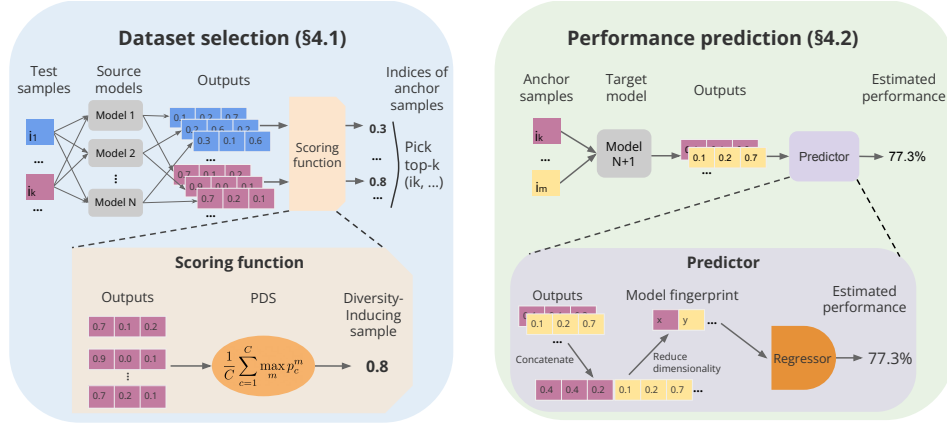 Dataset selection (§4.1)
Test
samples
Source
models
Outputs
Indices of
anchor
samples
i1
...
ik
...
Model 1
Model 2
⋮
Model N
0.1 0.2 0.7
0.2 0.6 0.2
0.3 0.1 0.6
...
0.7 0.1 0.2
0.9 0.0 0.1
0.7 0.2 0.1
...
Scoring
function
0.3
...
0.8
...
Pick
top-k
(ik, ...)
Scoring function
Outputs
PDS
Diversity-
Inducing
sample
0.7 0.1 0.2
0.9 0.0 0.1
⋮
0.7 0.2 0.1
1/C ∑_{c=1}^{C} max_m p_c^m
0.8
Performance prediction (§4.2)
Anchor
samples
Target
model
Outputs
Estimated
performance
ik
...
im
Model
N+1
0.1 0.2 0.7
...
Predictor
77.3%
Predictor
Outputs
Model fingerprint
Estimated
performance
0.1 0.2 0.7
...
x y ...
Concatenate
Reduce
dimensionality
0.4 0.4 0.2 0.1 0.2 0.7 ...
Regressor
77.3%